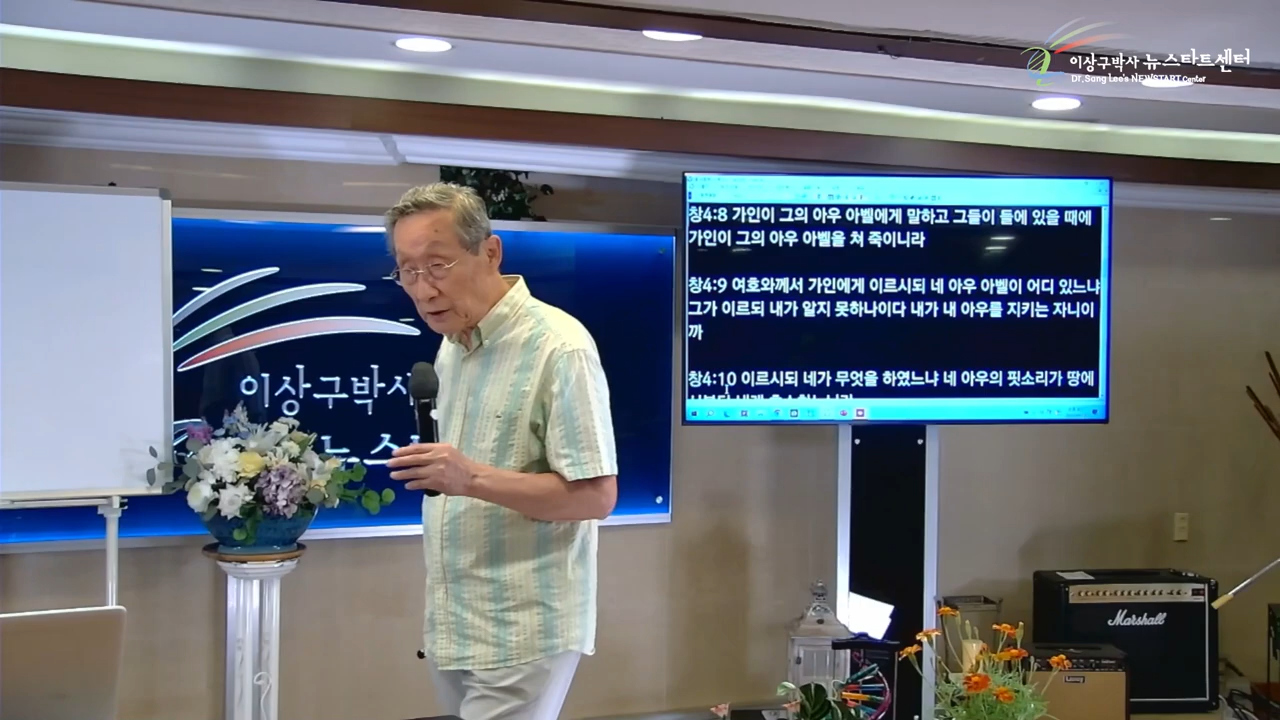 이상구박사 뉴스타트센터
Dr. Sang Lee's NEWSTART Center
창4:8 가인이 그의 아우 아벨에게 말하고 그들이 들에 있을 때에
가인이 그의 아우 아벨을 쳐 죽이니라
창4:9 여호와께서 가인에게 이르시되 네 아우 아벨이 어디 있느냐
그가 이르되 내가 알지 못하나이다 내가 내 아우를 지키는 자니이
까
창4:10 이르시되 네가 무엇을 하였느냐 네 아우의 핏소리가 땅에
이상구박사
뉴스
Marshall
Laney